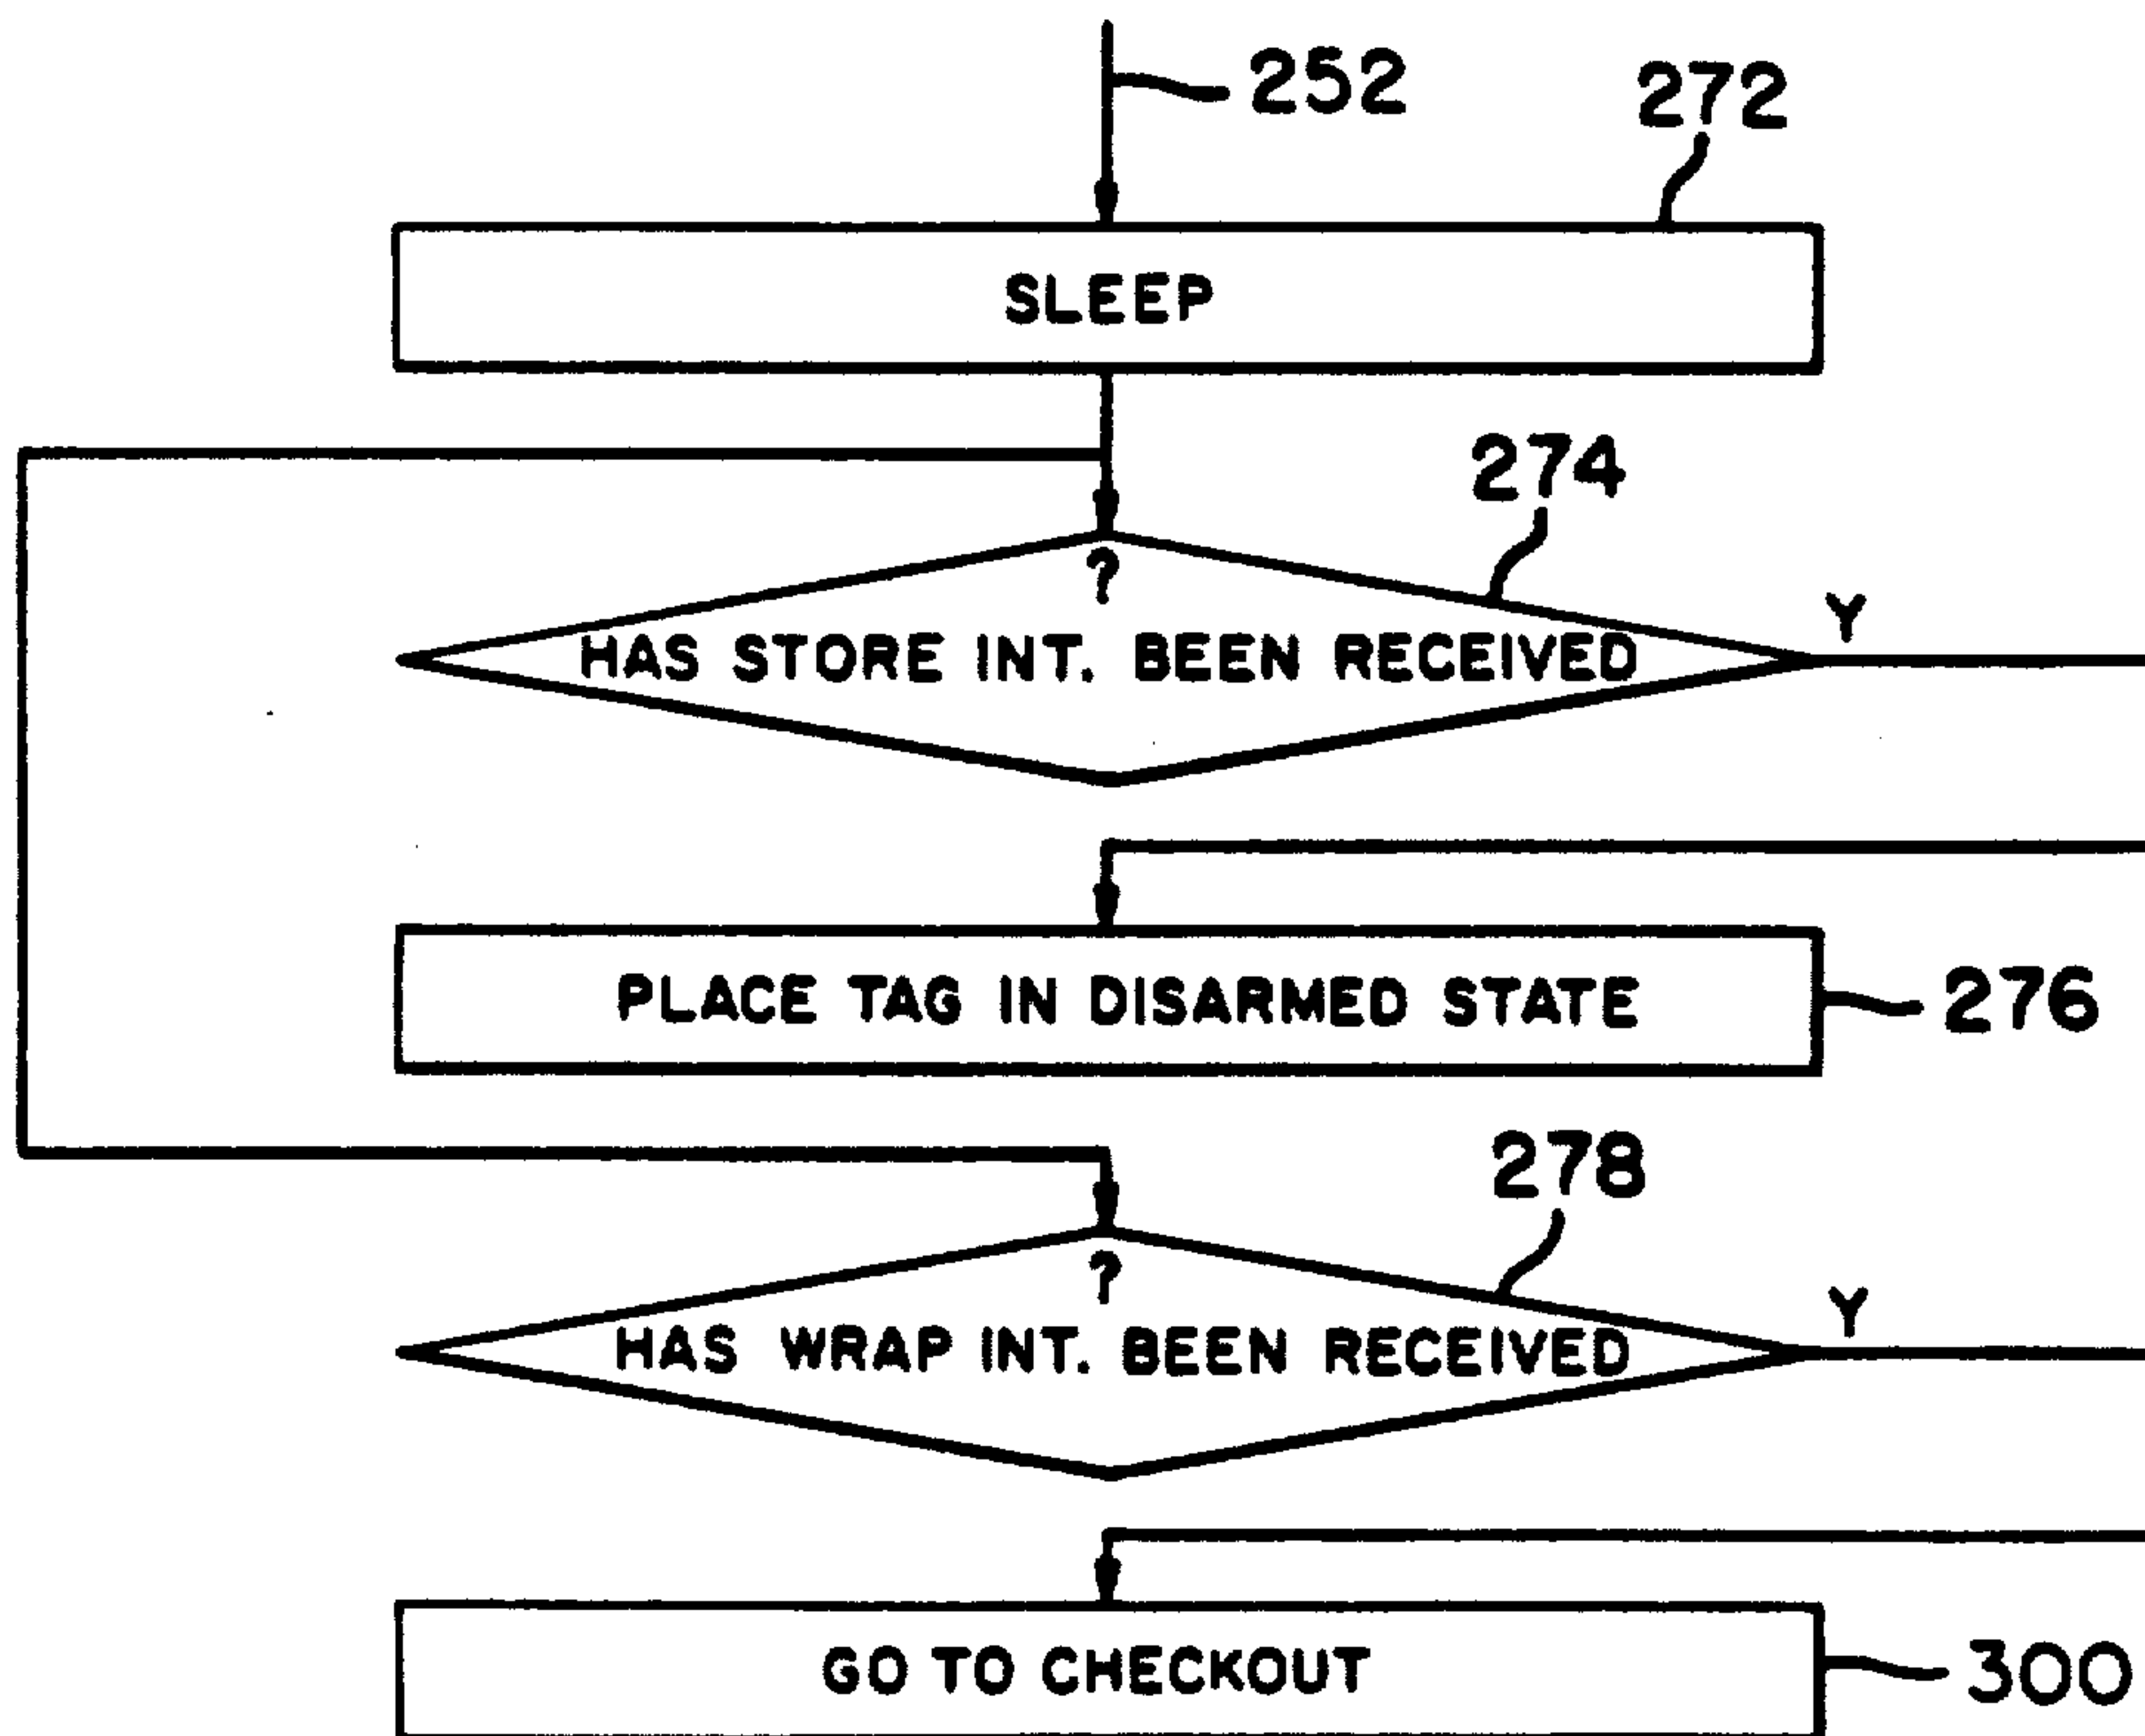 252
272
SLEEP
274
?
Y
HAS STORE INT. BEEN RECEIVED
PLACE TAG IN DISARMED STATE
276
278
?
Y
HAS WRAP INT. BEEN RECEIVED
GO TO CHECKOUT
300